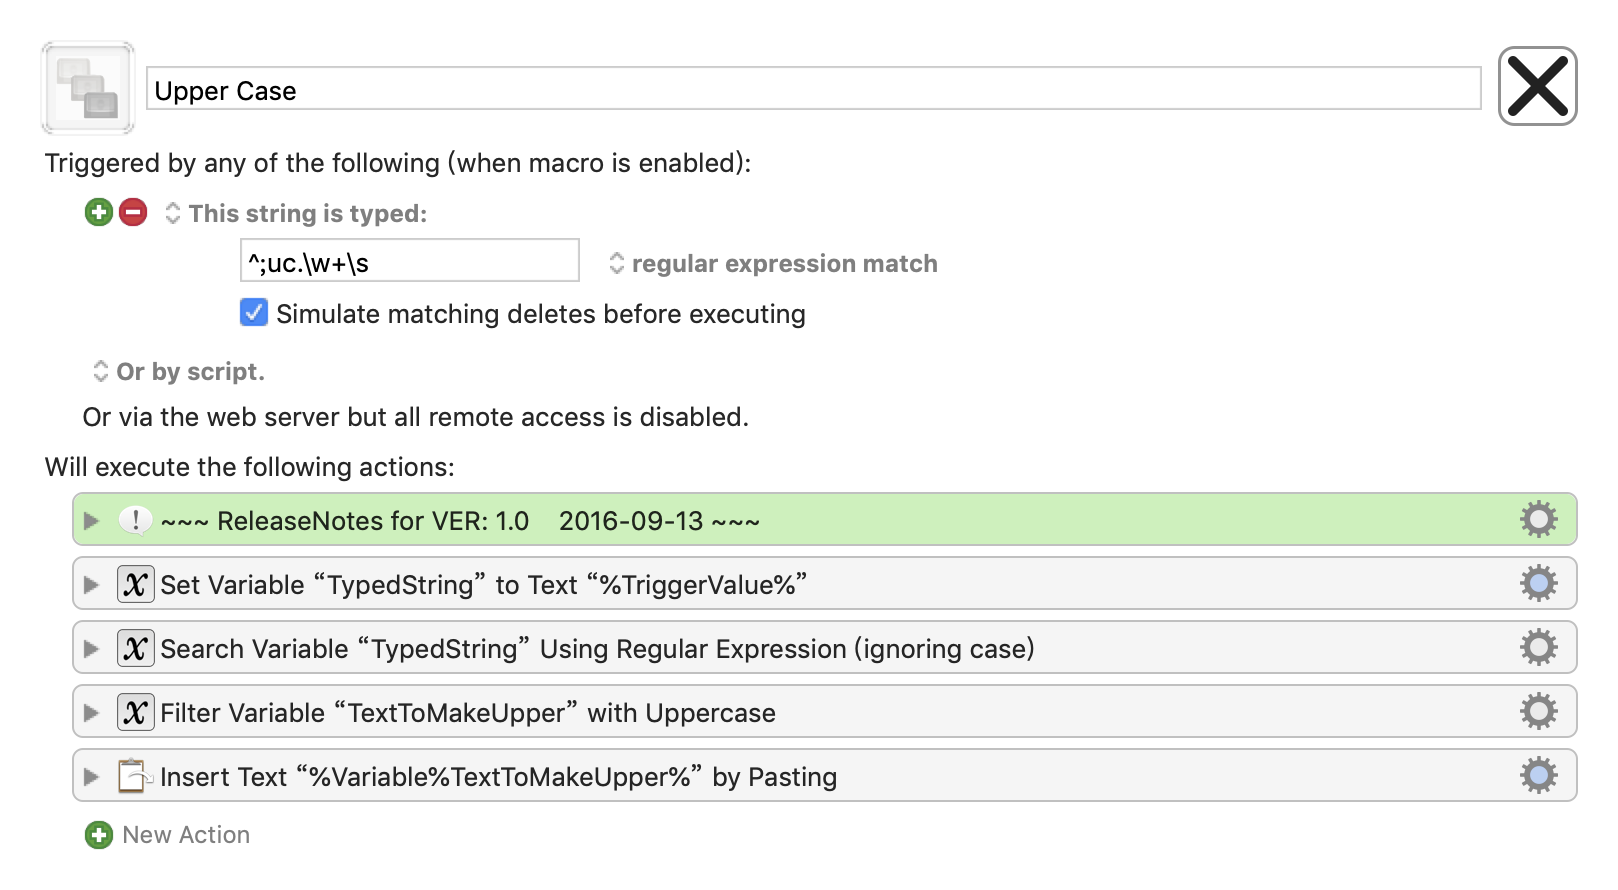 Upper Case
Triggered by any of the following (when macro is enabled):
This string is typed:
^;uc.\w+\s regular expression match
Simulate matching deletes before executing
Or by script.
Or via the web server but all remote access is disabled.
Will execute the following actions:
~~~ ReleaseNotes for VER: 1.0    2016-09-13 ~~~
Set Variable “TypedString” to Text “%TriggerValue%”
Search Variable “TypedString” Using Regular Expression (ignoring case)
Filter Variable “TextToMakeUpper” with Uppercase
Insert Text “%Variable%TextToMakeUpper%” by Pasting
New Action